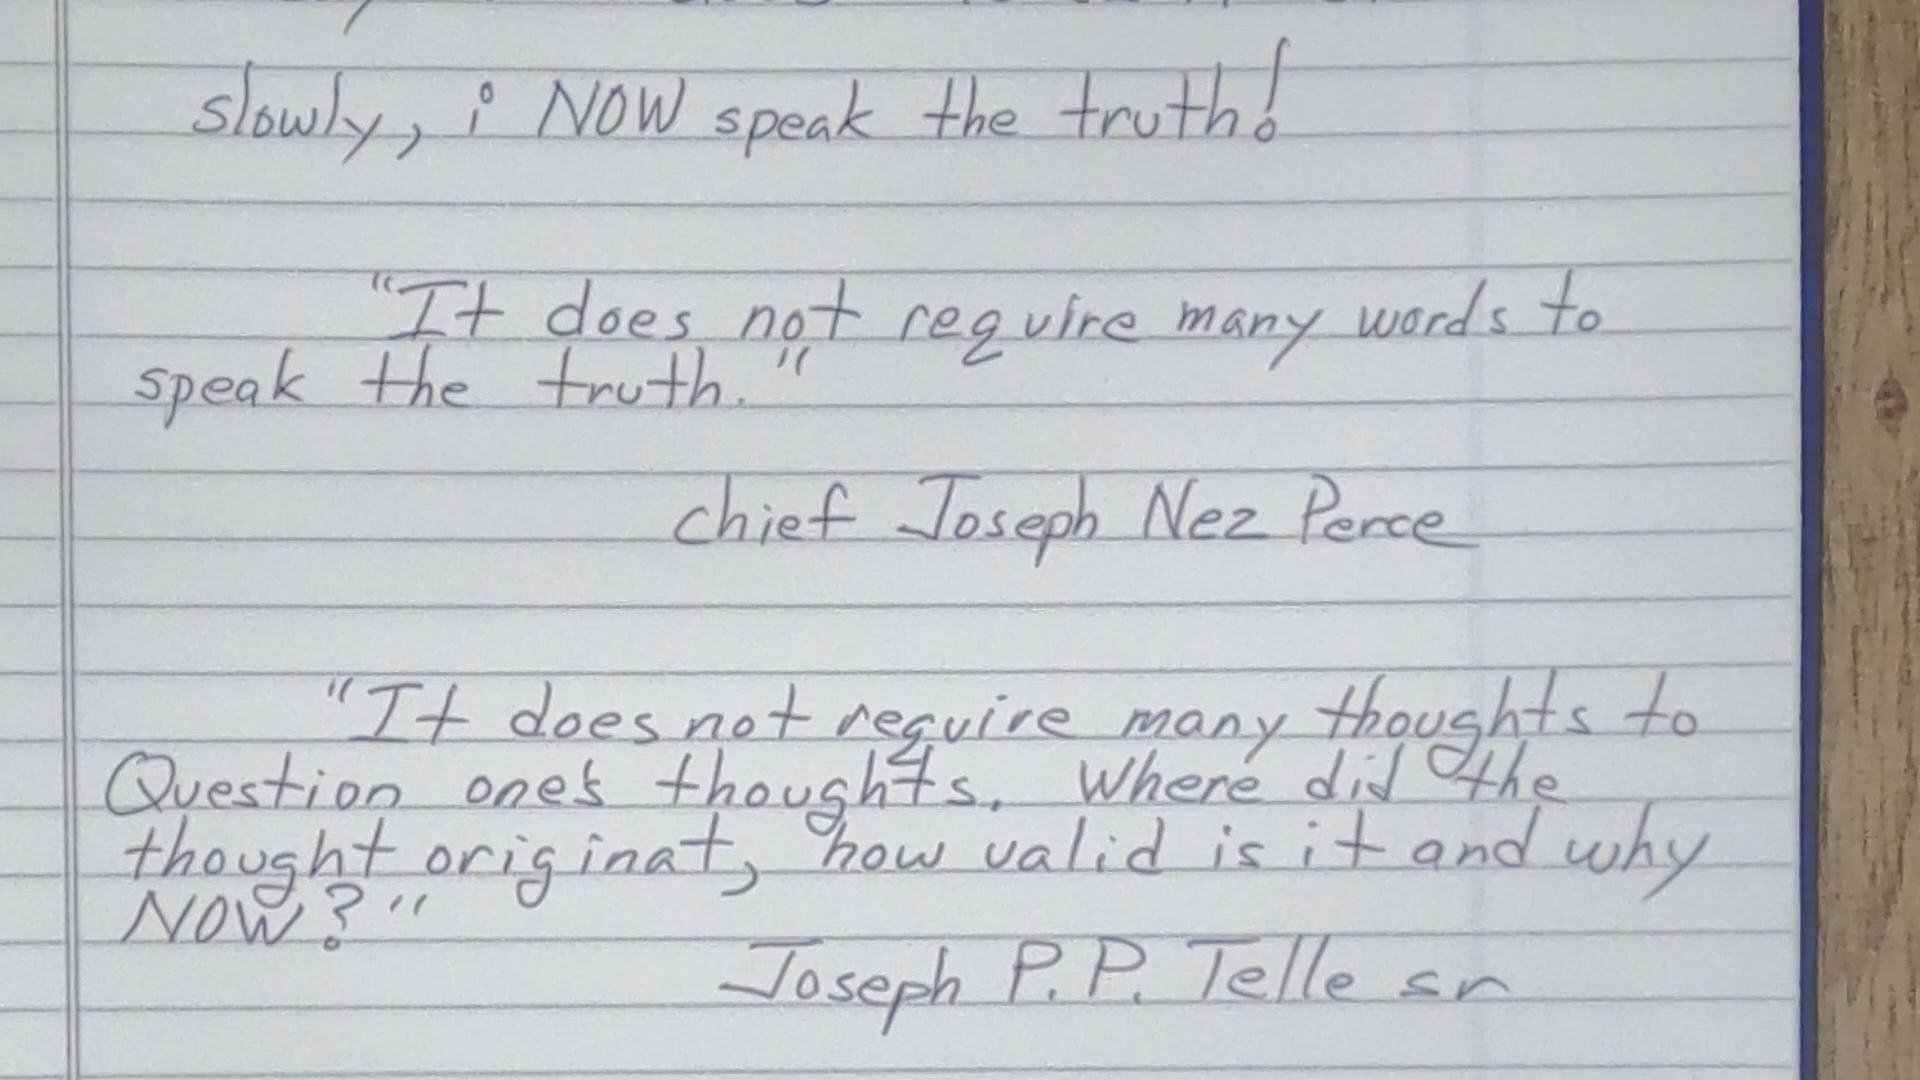 slowly, i NOW speak the truth!
"It does not require many words to
speak the truth."
chief Joseph Nez Perce
"It does not require many thoughts to
Question one's thoughts. Where did the
thought originat, how valid is it and why
NOW?"
Joseph P.P. Telle sr